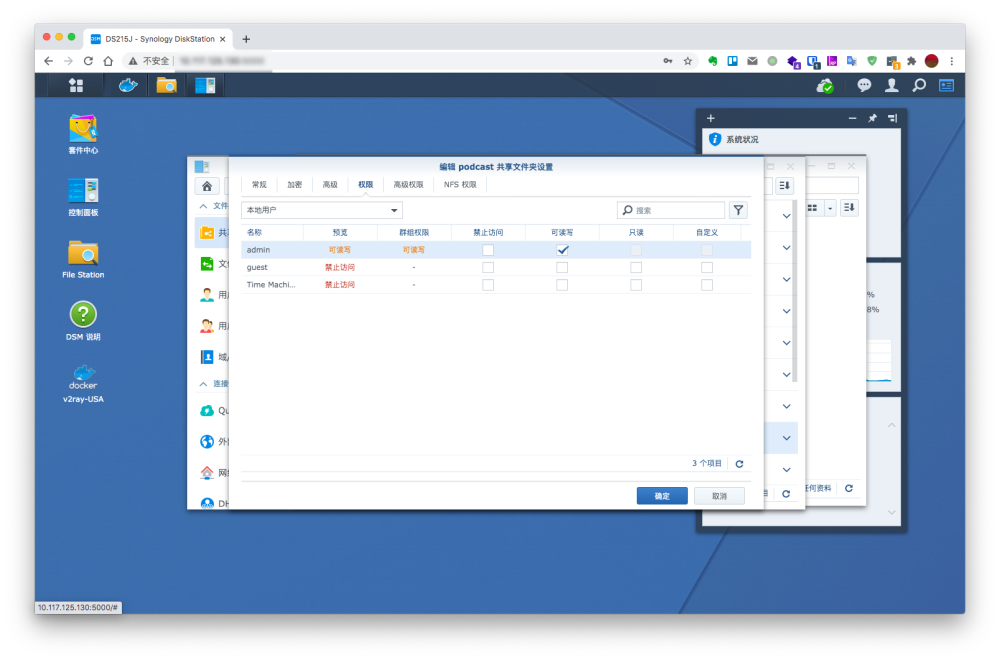 DS215J - Synology DiskStation
不安全
套件中心
控制面板
File Station
DSM 说明
docker
v2ray-USA
系统状况
编辑 podcast 共享文件夹设置
常规 加密 高级 权限 高级权限 NFS 权限
本地用户
搜索
名称 预览 群组权限 禁止访问 可读写 只读 自定义
admin 可读写 可读写
guest 禁止访问 -
Time Machi... 禁止访问 -
3 个项目
确定 取消
文件
共
文
用
用
域/
连接
Qu
外
网络
DH
%
8%
任何资料
10.117.125.130:5000/#